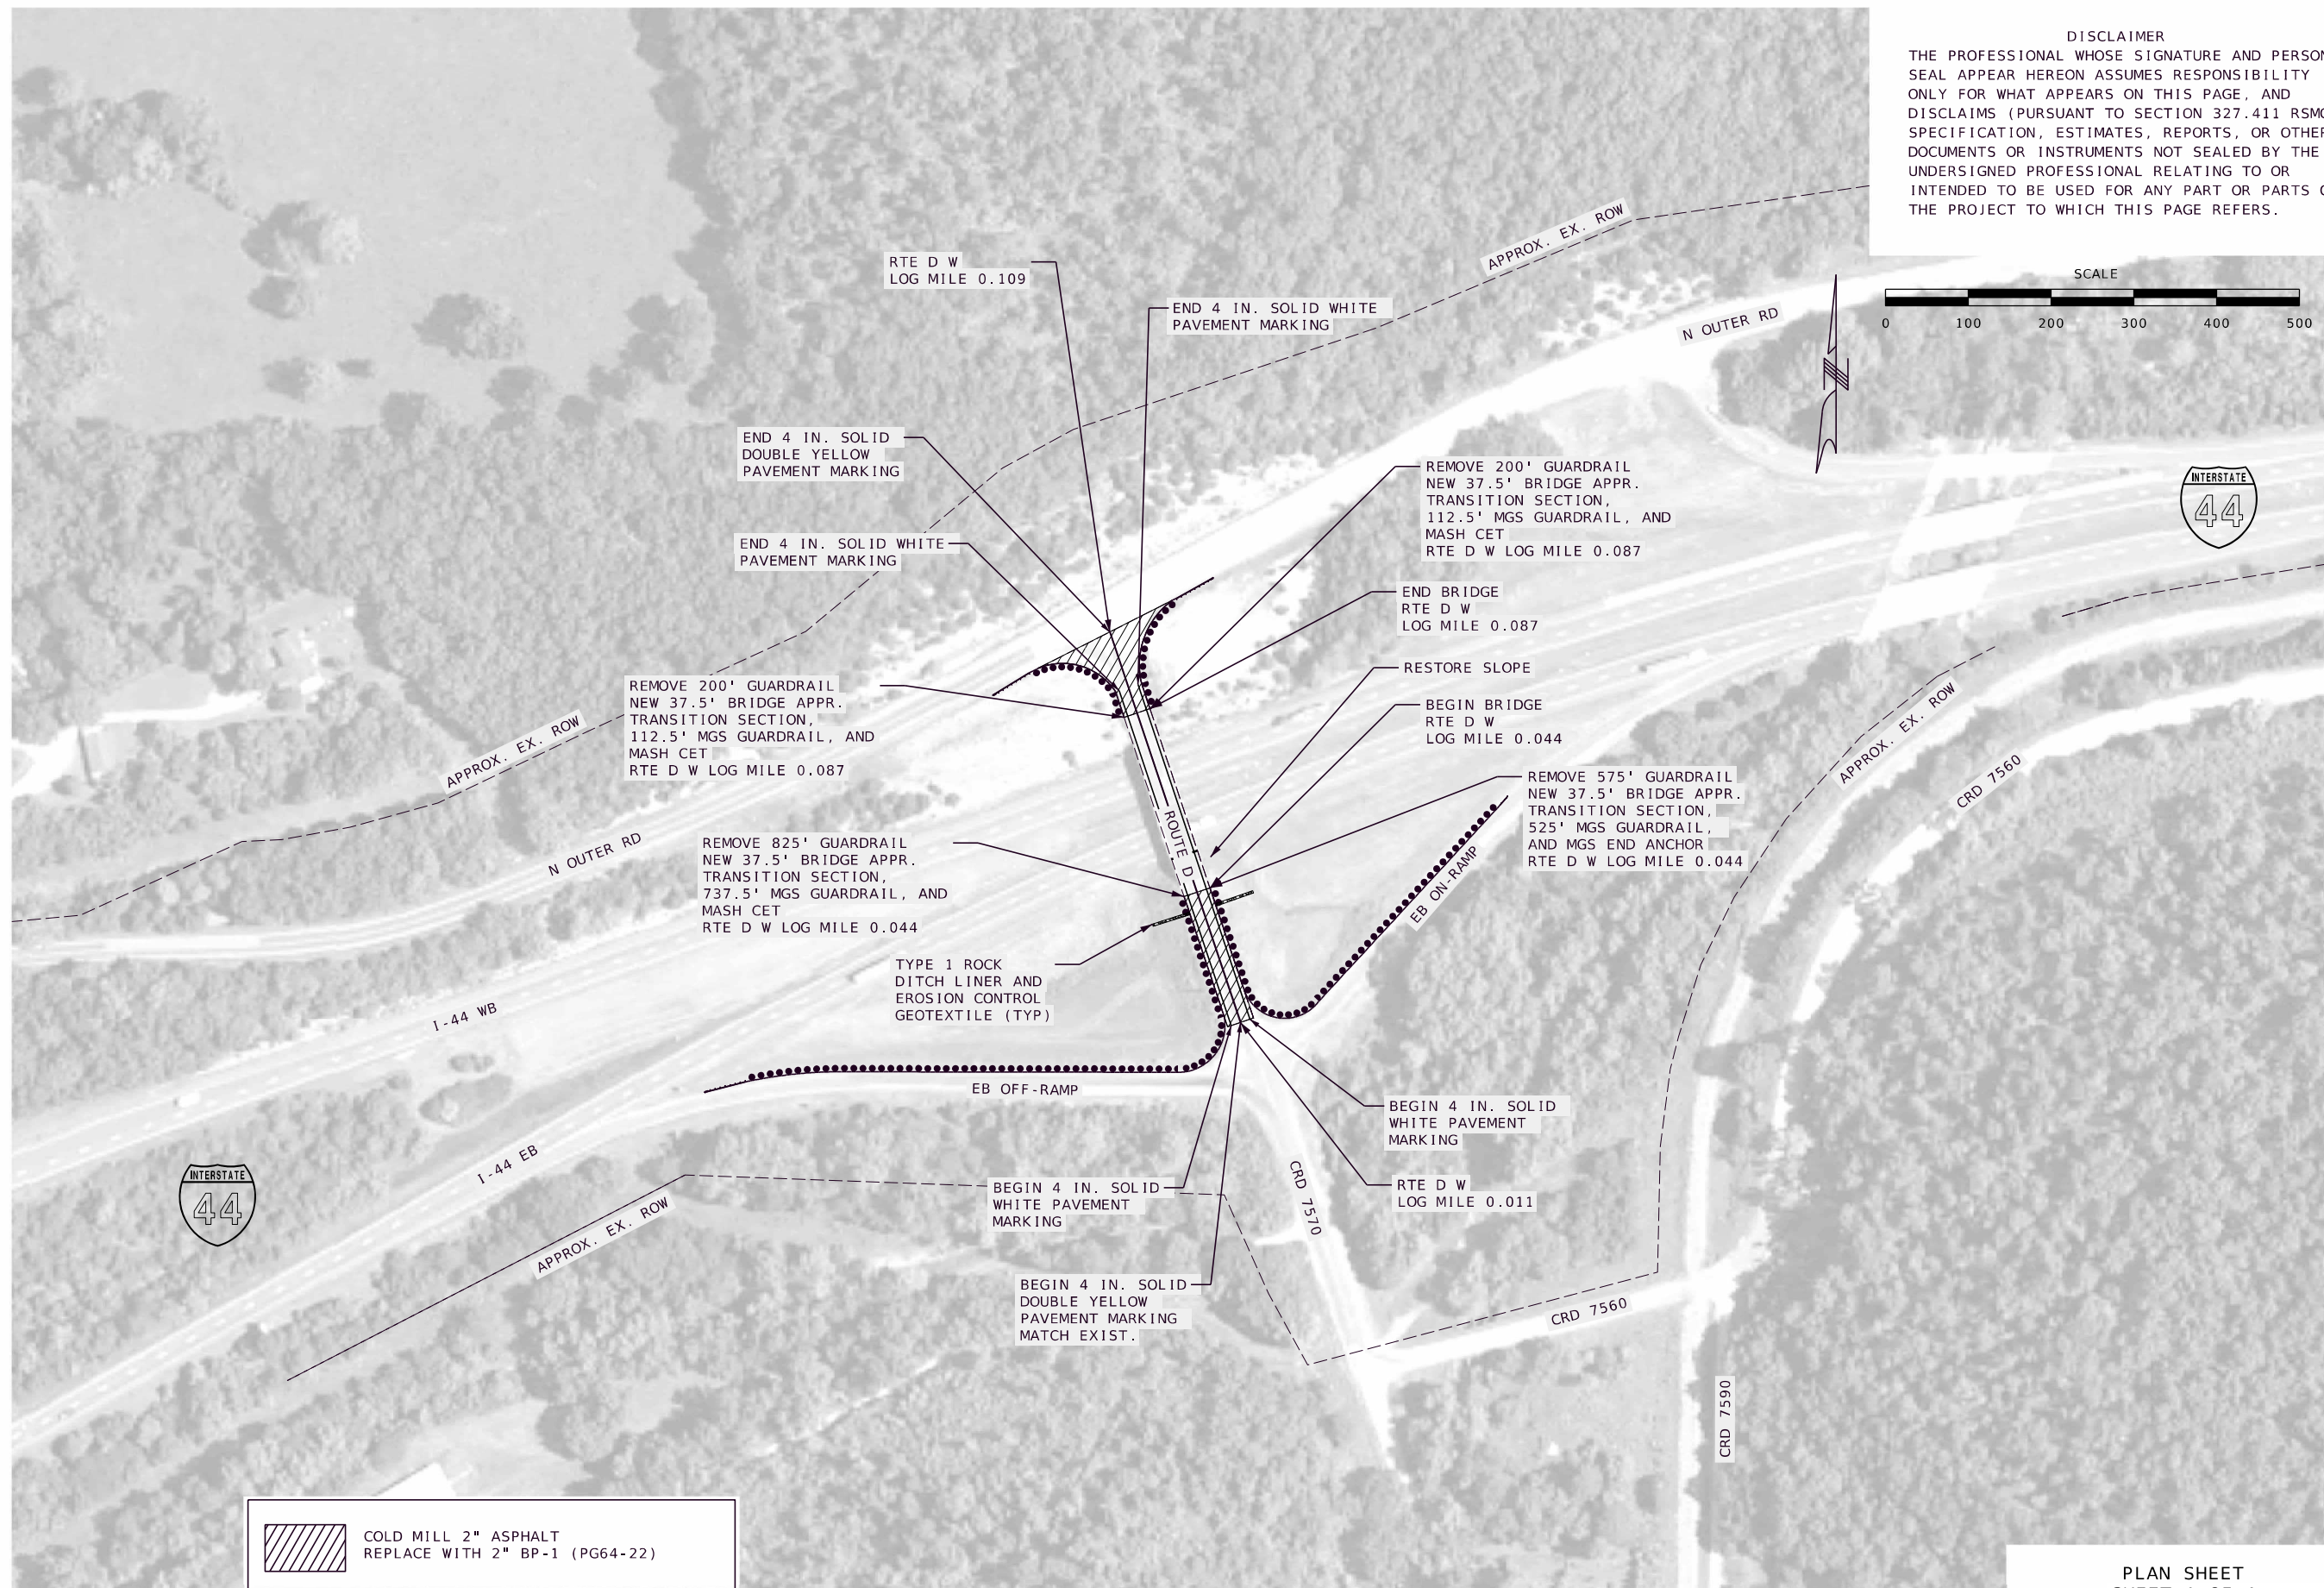 DISCLAIMER
THE PROFESSIONAL WHOSE SIGNATURE AND
SEAL APPEAR HEREON ASSUMES RESPONSIBILITY
ONLY FOR WHAT APPEARS ON THIS PAGE, AND
DISCLAIMS (PURSUANT TO SECTION 327.411
SPECIFICATION, ESTIMATES, REPORTS, OR
DOCUMENTS OR INSTRUMENTS NOT SEALED BY THE
UNDERSIGNED PROFESSIONAL RELATING TO OR
INTENDED TO BE USED FOR ANY PART OR PARTS
THE PROJECT TO WHICH THIS PAGE REFERS.
SCALE
0 100 200 300 400 500
APPROX. EX. ROW
N OUTER RD
RTE D W
LOG MILE 0.109
END 4 IN. SOLID WHITE
PAVEMENT MARKING
END 4 IN. SOLID
DOUBLE YELLOW
PAVEMENT MARKING
END 4 IN. SOLID WHITE
PAVEMENT MARKING
REMOVE 200' GUARDRAIL
NEW 37.5' BRIDGE APPR.
TRANSITION SECTION,
112.5' MGS GUARDRAIL, AND
MASH CET
RTE D W LOG MILE 0.087
INTERSTATE
44
END BRIDGE
RTE D W
LOG MILE 0.087
RESTORE SLOPE
BEGIN BRIDGE
RTE D W
LOG MILE 0.044
REMOVE 200' GUARDRAIL
NEW 37.5' BRIDGE APPR.
TRANSITION SECTION,
112.5' MGS GUARDRAIL, AND
MASH CET
RTE D W LOG MILE 0.087
APPROX. EX. ROW
REMOVE 575' GUARDRAIL
NEW 37.5' BRIDGE APPR.
TRANSITION SECTION,
525' MGS GUARDRAIL,
AND MGS END ANCHOR
RTE D W LOG MILE 0.044
APPROX. EX. ROW
CRD 7560
N OUTER RD
REMOVE 825' GUARDRAIL
NEW 37.5' BRIDGE APPR.
TRANSITION SECTION,
737.5' MGS GUARDRAIL, AND
MASH CET
RTE D W LOG MILE 0.044
ROUTE D
EB ON-RAMP
TYPE 1 ROCK
DITCH LINER AND
EROSION CONTROL
GEOTEXTILE (TYP)
I-44 WB
EB OFF-RAMP
BEGIN 4 IN. SOLID
WHITE PAVEMENT
MARKING
I-44 EB
INTERSTATE
44
BEGIN 4 IN. SOLID
WHITE PAVEMENT
MARKING
RTE D W
LOG MILE 0.011
CRD 7570
APPROX. EX. ROW
BEGIN 4 IN. SOLID
DOUBLE YELLOW
PAVEMENT MARKING
MATCH EXIST.
CRD 7560
CRD 7590
COLD MILL 2" ASPHALT
REPLACE WITH 2" BP-1 (PG64-22)
PLAN SHEET